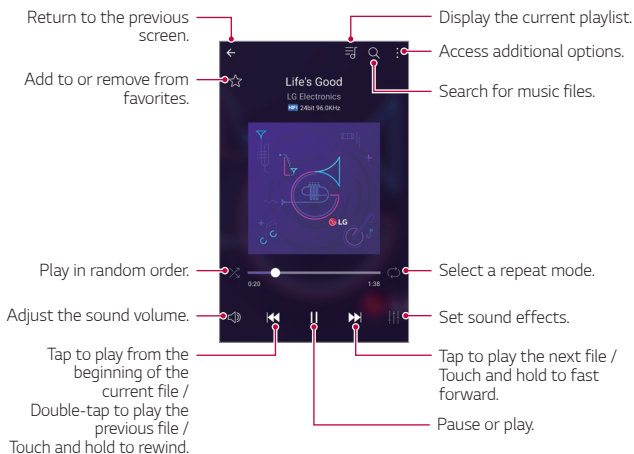 Return to the previous
screen.
Display the current playlist.
Access additional options.
Add to or remove from
favorites.
Search for music files.
Life's Good
LG Electronics
HiFi 24bit 96.0KHz
LG
Play in random order.
Select a repeat mode.
0:20
1:38
Adjust the sound volume.
Set sound effects.
Tap to play from the
beginning of the
current file /
Double-tap to play the
previous file /
Touch and hold to rewind.
Tap to play the next file /
Touch and hold to fast
forward.
Pause or play.